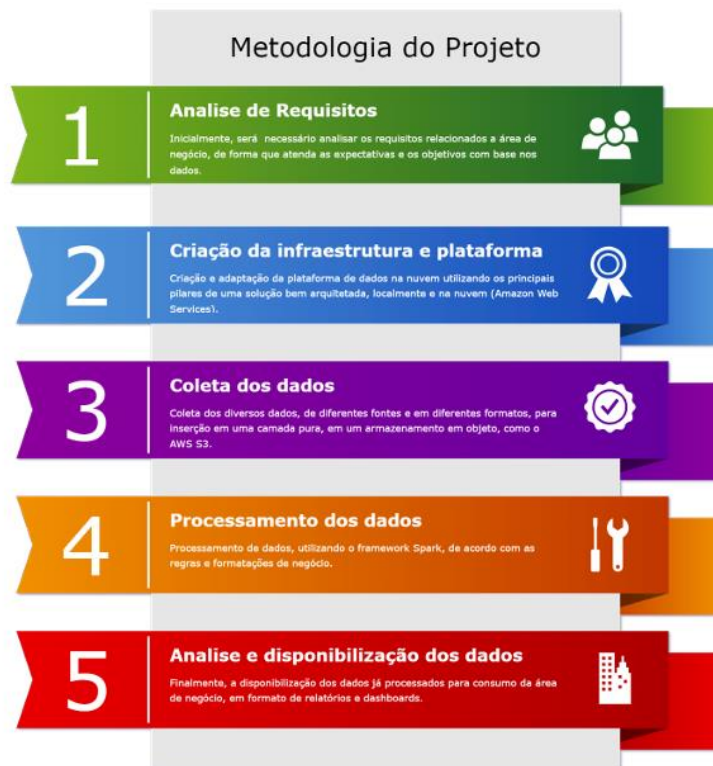 Metodologia do Projeto
1
Analise de Requisitos
Inicialmente, será necessário analisar os requisitos relacionados a área de
negócio, de forma que atenda as expectativas e os objetivos com base nos
dados.
2
Criação da infraestrutura e plataforma
Criação e adaptação da plataforma de dados na nuvem utilizando os principais
pilares de uma solução bem arquitetada, localmente e na nuvem (Amazon Web
Services).
3
Coleta dos dados
Coleta dos diversos dados, de diferentes fontes e em diferentes formatos, para
inserção em uma camada pura, em um armazenamento em objeto, como o
AWS S3.
4
Processamento dos dados
Processamento de dados, utilizando o framework Spark, de acordo com as
regras e formatações de negócio.
5
Analise e disponibilização dos dados
Finalmente, a disponibilização dos dados já processados para consumo da área
de negócio, em formato de relatórios e dashboards.